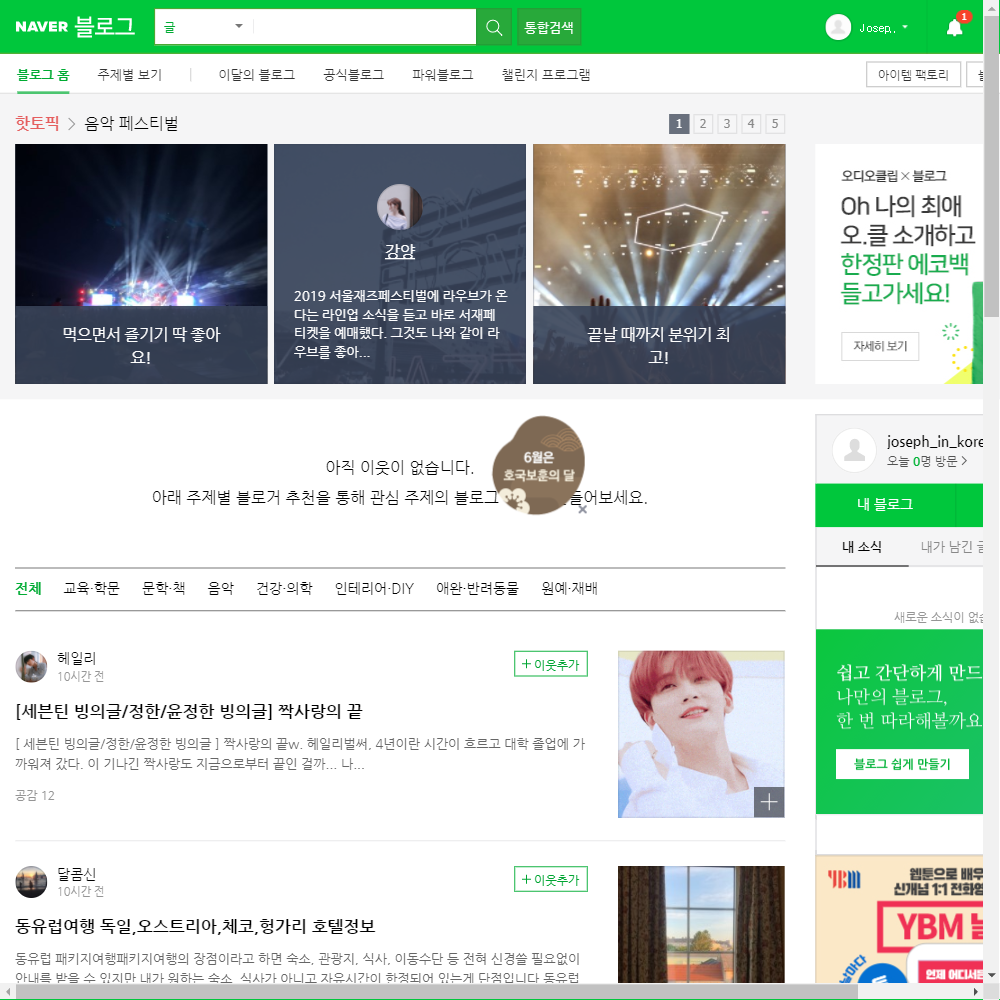 NAVER 블로그
글
통합검색
Josep..
1
블로그 홈
주제별 보기
이달의 블로그
공식블로그
파워블로그
챌린지 프로그램
아이템 팩토리
핫토픽 > 음악 페스티벌
1 2 3 4 5
먹으면서 즐기기 딱 좋아
요!
강양
2019 서울재즈페스티벌에 라우브가 온
다는 라인업 소식을 듣고 바로 서재페
티켓을 예매했다. 그것도 나와 같이 라
우브를 좋아...
끝날 때까지 분위기 최
고!
오디오클립×블로그
Oh 나의 최애
오.클 소개하고
한정판 에코백
들고가세요!
자세히 보기
아직 이웃이 없습니다.
아래 주제별 블로거 추천을 통해 관심 주제의 블로그
들어보세요.
6월은
호국보훈의 달
joseph_in_kore
오늘 0명 방문 >
내 블로그
내 소식
내가 남긴 글
새로운 소식이 없습
전체
교육·학문
문학·책
음악
건강·의학
인테리어·DIY
애완·반려동물
원예·재배
헤일리
10시간 전
+ 이웃추가
[세븐틴 빙의글/정한/윤정한 빙의글] 짝사랑의 끝
[ 세븐틴 빙의글/정한/윤정한 빙의글 ] 짝사랑의 끝w. 헤일리벌써, 4년이란 시간이 흐르고 대학 졸업에 가
까워져 갔다. 이 기나긴 짝사랑도 지금으로부터 끝인 걸까... 나...
공감 12
쉽고 간단하게 만드
나만의 블로그,
한 번 따라해볼까요
블로그 쉽게 만들기
달콤신
10시간 전
+ 이웃추가
동유럽여행 독일,오스트리아,체코,헝가리 호텔정보
동유럽 패키지여행패키지여행의 장점이라고 하면 숙소, 관광지, 식사, 이동수단 등 전혀 신경쓸 필요없이
안내를 받을 수 있지만 내가 원하는 숙소, 식사가 아니고 자유시간이 한정되어 있는게 단점입니다 동유럽
YBM
웹툰으로 배우
신개념 1:1 전화영
YBM 날
언제 어디서든